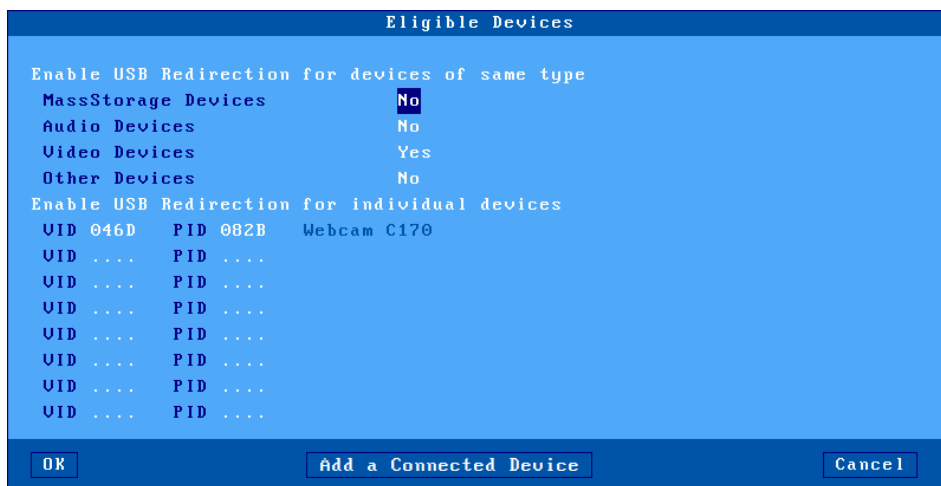 Eligible Devices
Enable USB Redirection for devices of same type
MassStorage Devices No
Audio Devices No
Video Devices Yes
Other Devices No
Enable USB Redirection for individual devices
VID 046D PID 082B Webcam C170
VID .... PID ....
VID .... PID ....
VID .... PID ....
VID .... PID ....
VID .... PID ....
VID .... PID ....
VID .... PID ....
OK Add a Connected Device Cancel